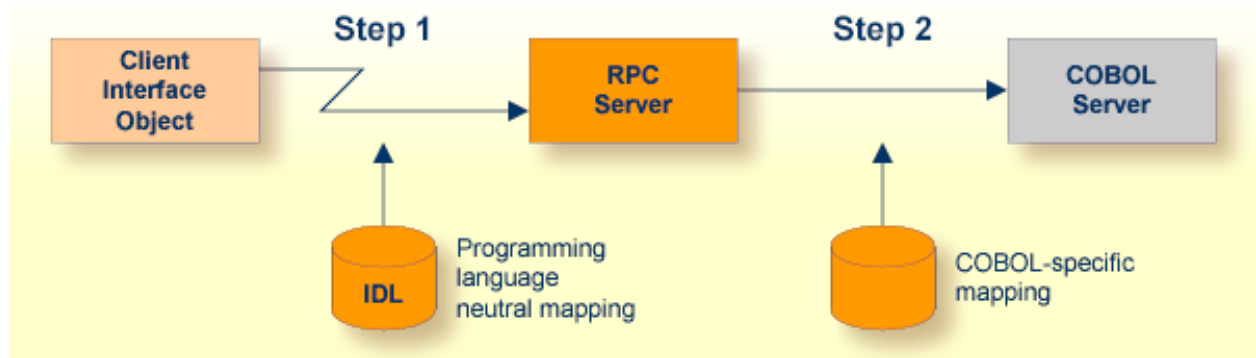 Step 1
Step 2
Client
Interface
Object
RPC
Server
COBOL
Server
IDL
Programming
language
neutral mapping
COBOL-specific
mapping